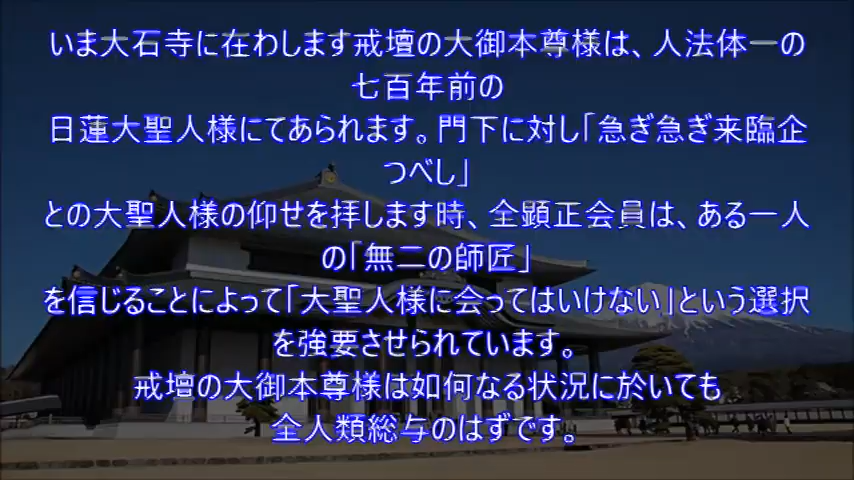 いま大石寺に在わします戒壇の大御本尊様は、人法体一の
七百年前の
日蓮大聖人様にてあられます。門下に対し「急ぎ急ぎ来臨企
つべし」
との大聖人様の仰せを拝します時、全顕正会員は、ある一人
の「無二の師匠」
を信じることによって「大聖人様に会ってはいけない」という選択
を強要させられています。
戒壇の大御本尊様は如何なる状況に於いても
全人類総与のはずです。